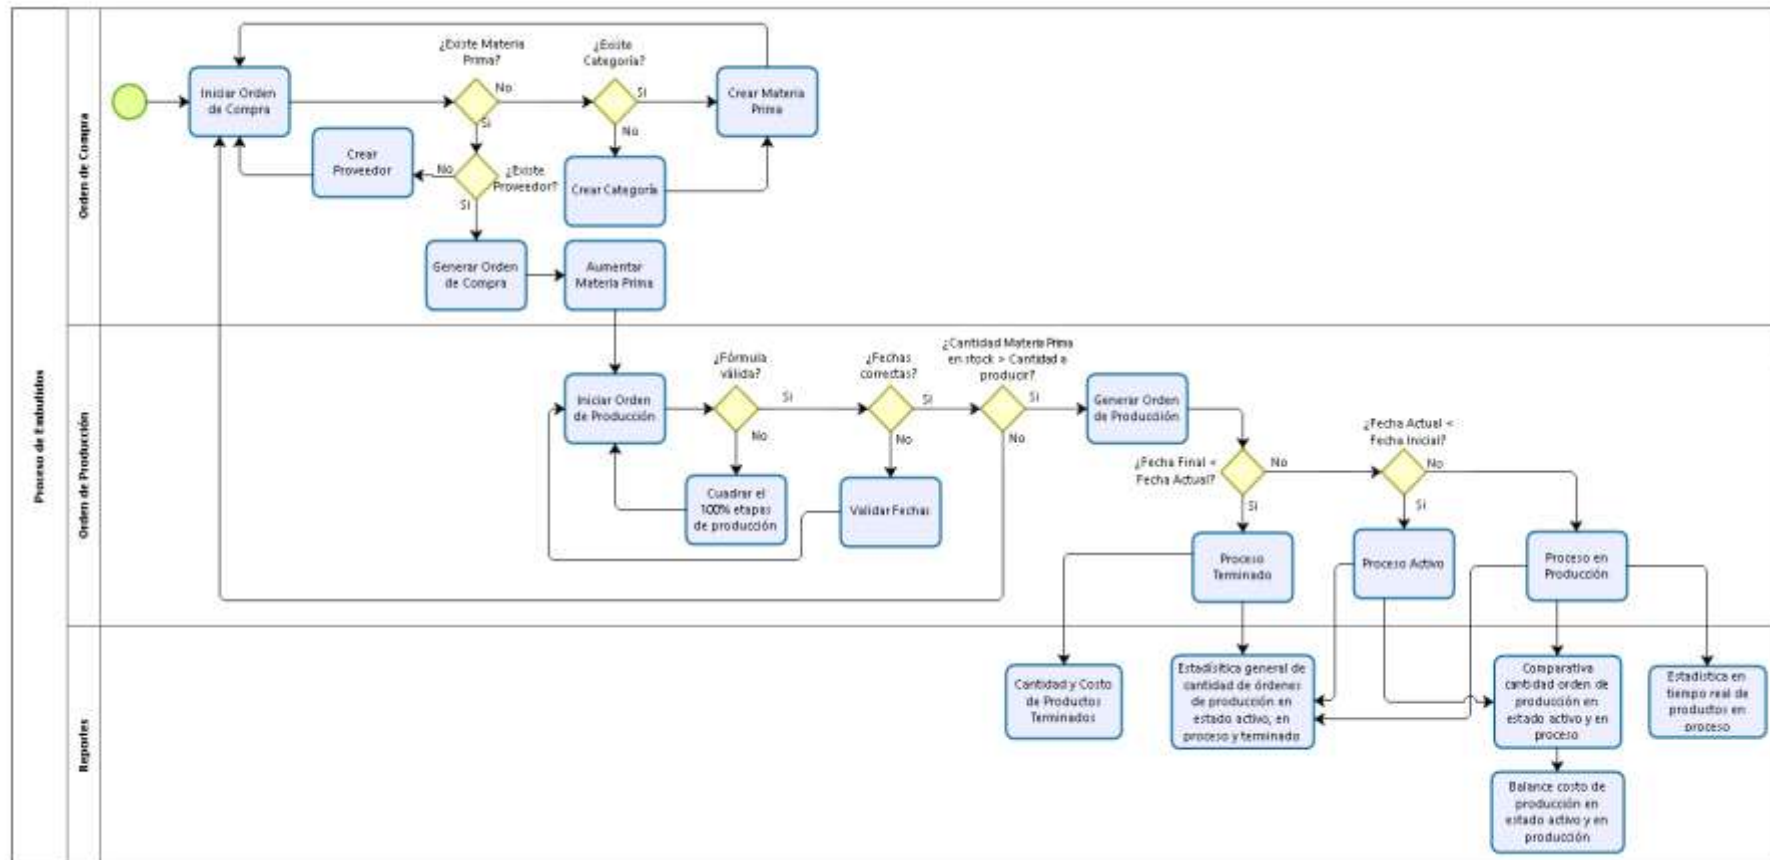 Proceso de Embutidos
Orden de Compra
Iniciar Orden
de Compra
¿Existe Materia
Prima?
No
Si
¿Existe
Categoría?
Si
No
Crear Materia
Prima
Crear
Proveedor
No
¿Existe
Proveedor?
Si
Crear Categoría
Generar Orden
de Compra
Aumentar
Materia Prima
Orden de Producción
Iniciar Orden
de Producción
¿Fórmula
válida?
Si
No
¿Fechas
correctas?
Si
No
¿Cantidad Materia Prima
en stock > Cantidad a
producir?
Si
No
Generar Orden
de Producción
Cuadrar el
100% etapas
de producción
Validar Fechas
¿Fecha Final <
Fecha Actual?
No
Si
¿Fecha Actual <
Fecha Inicial?
No
Si
Proceso
Terminado
Proceso Activo
Proceso en
Producción
Reportes
Cantidad y Costo
de Productos
Terminados
Estadísitica general de
cantidad de órdenes
de producción en
estado activo, en
proceso y terminado
Comparativa
cantidad orden de
producción en
estado activo y en
proceso
Estadística en
tiempo real de
productos en
proceso
Balance costo de
producción en
estado activo y en
producción